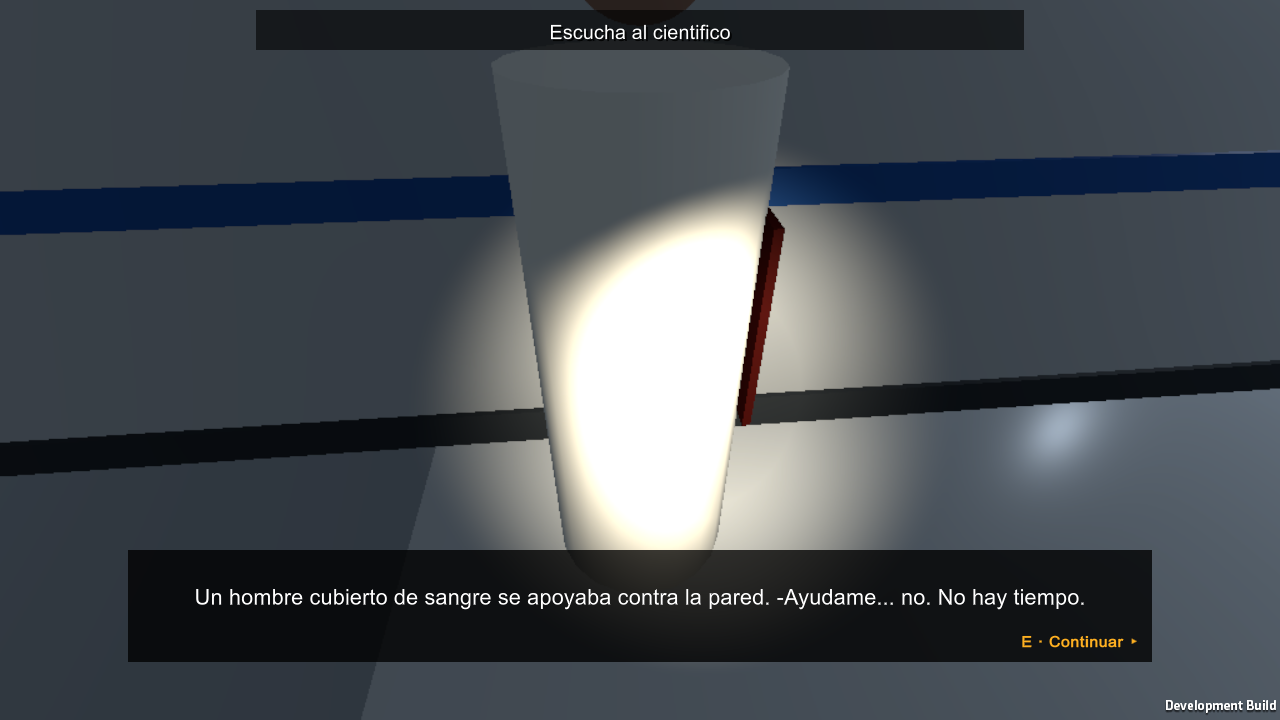 Escucha al cientifico
Un hombre cubierto de sangre se apoyaba contra la pared. -Ayudame... no. No hay tiempo.
E · Continuar ▸
Development Build